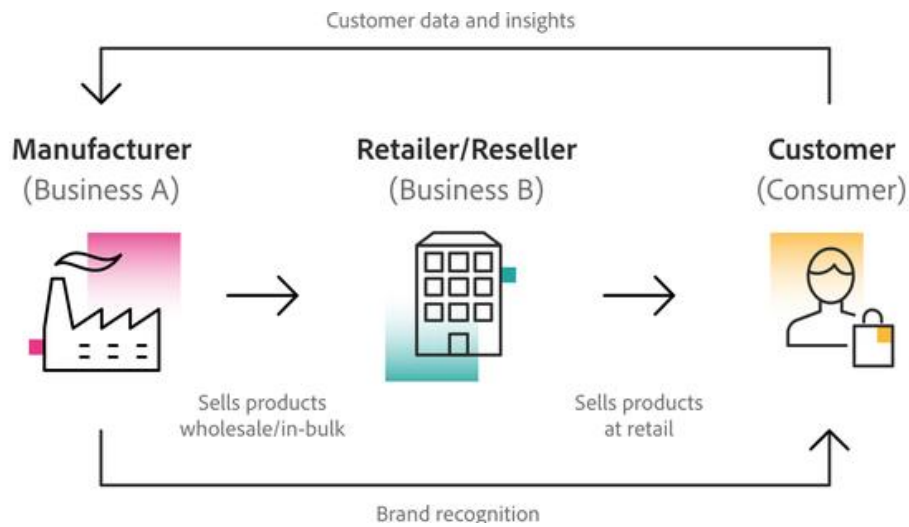 Customer data and insights
Manufacturer
(Business A)
Retailer/Reseller
(Business B)
Customer
(Consumer)
Sells products
wholesale/in-bulk
Sells products
at retail
Brand recognition